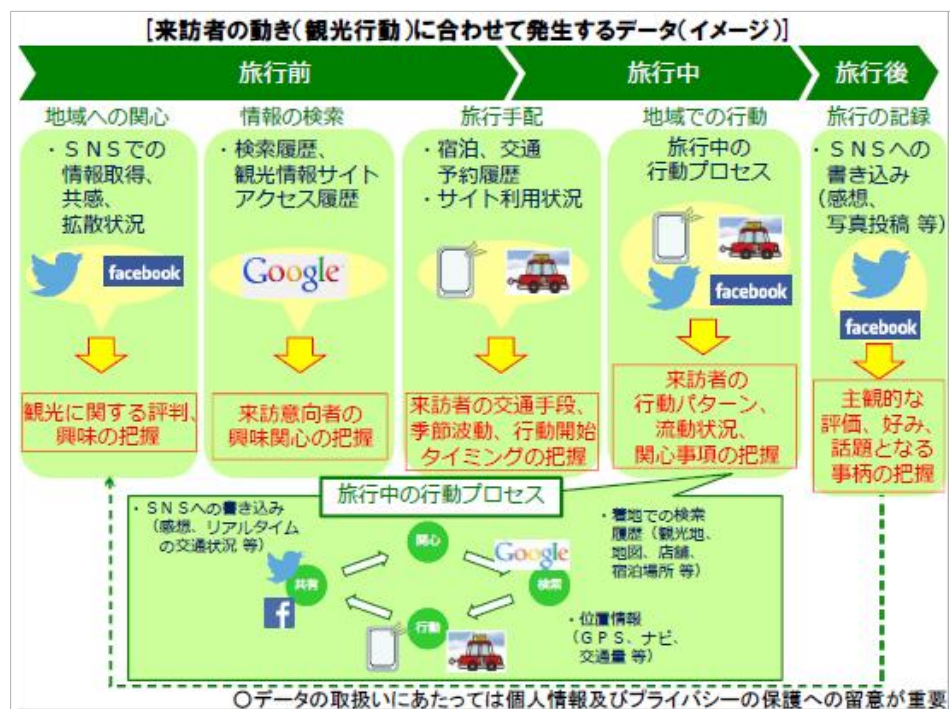 [来訪者の動き(観光行動)に合わせて発生するデータ(イメージ)]
旅行前
旅行中
旅行後
地域への関心
・SNSでの
情報取得、
共感、
拡散状況
facebook
観光に関する評判、
興味の把握
情報の検索
・検索履歴、
観光情報サイト
アクセス履歴
Google
来訪意向者の
興味関心の把握
旅行手配
・宿泊、交通
予約履歴
・サイト利用状況
来訪者の交通手段、
季節波動、行動開始
タイミングの把握
地域での行動
旅行中の
行動プロセス
facebook
来訪者の
行動パターン、
流動状況、
関心事項の把握
旅行の記録
・SNSへの
書き込み
(感想、
写真投稿 等)
facebook
主観的な
評価、好み、
話題となる
事柄の把握
旅行中の行動プロセス
・SNSへの書き込み
(感想、リアルタイム
の交通状況 等)
関心
Google
検索
行動
共有
f
・着地での検索
履歴(観光地、
地図、店舗、
宿泊場所 等)
・位置情報
(GPS、ナビ、
交通量 等)
○データの取扱いにあたっては個人情報及びプライバシーの保護への留意が重要